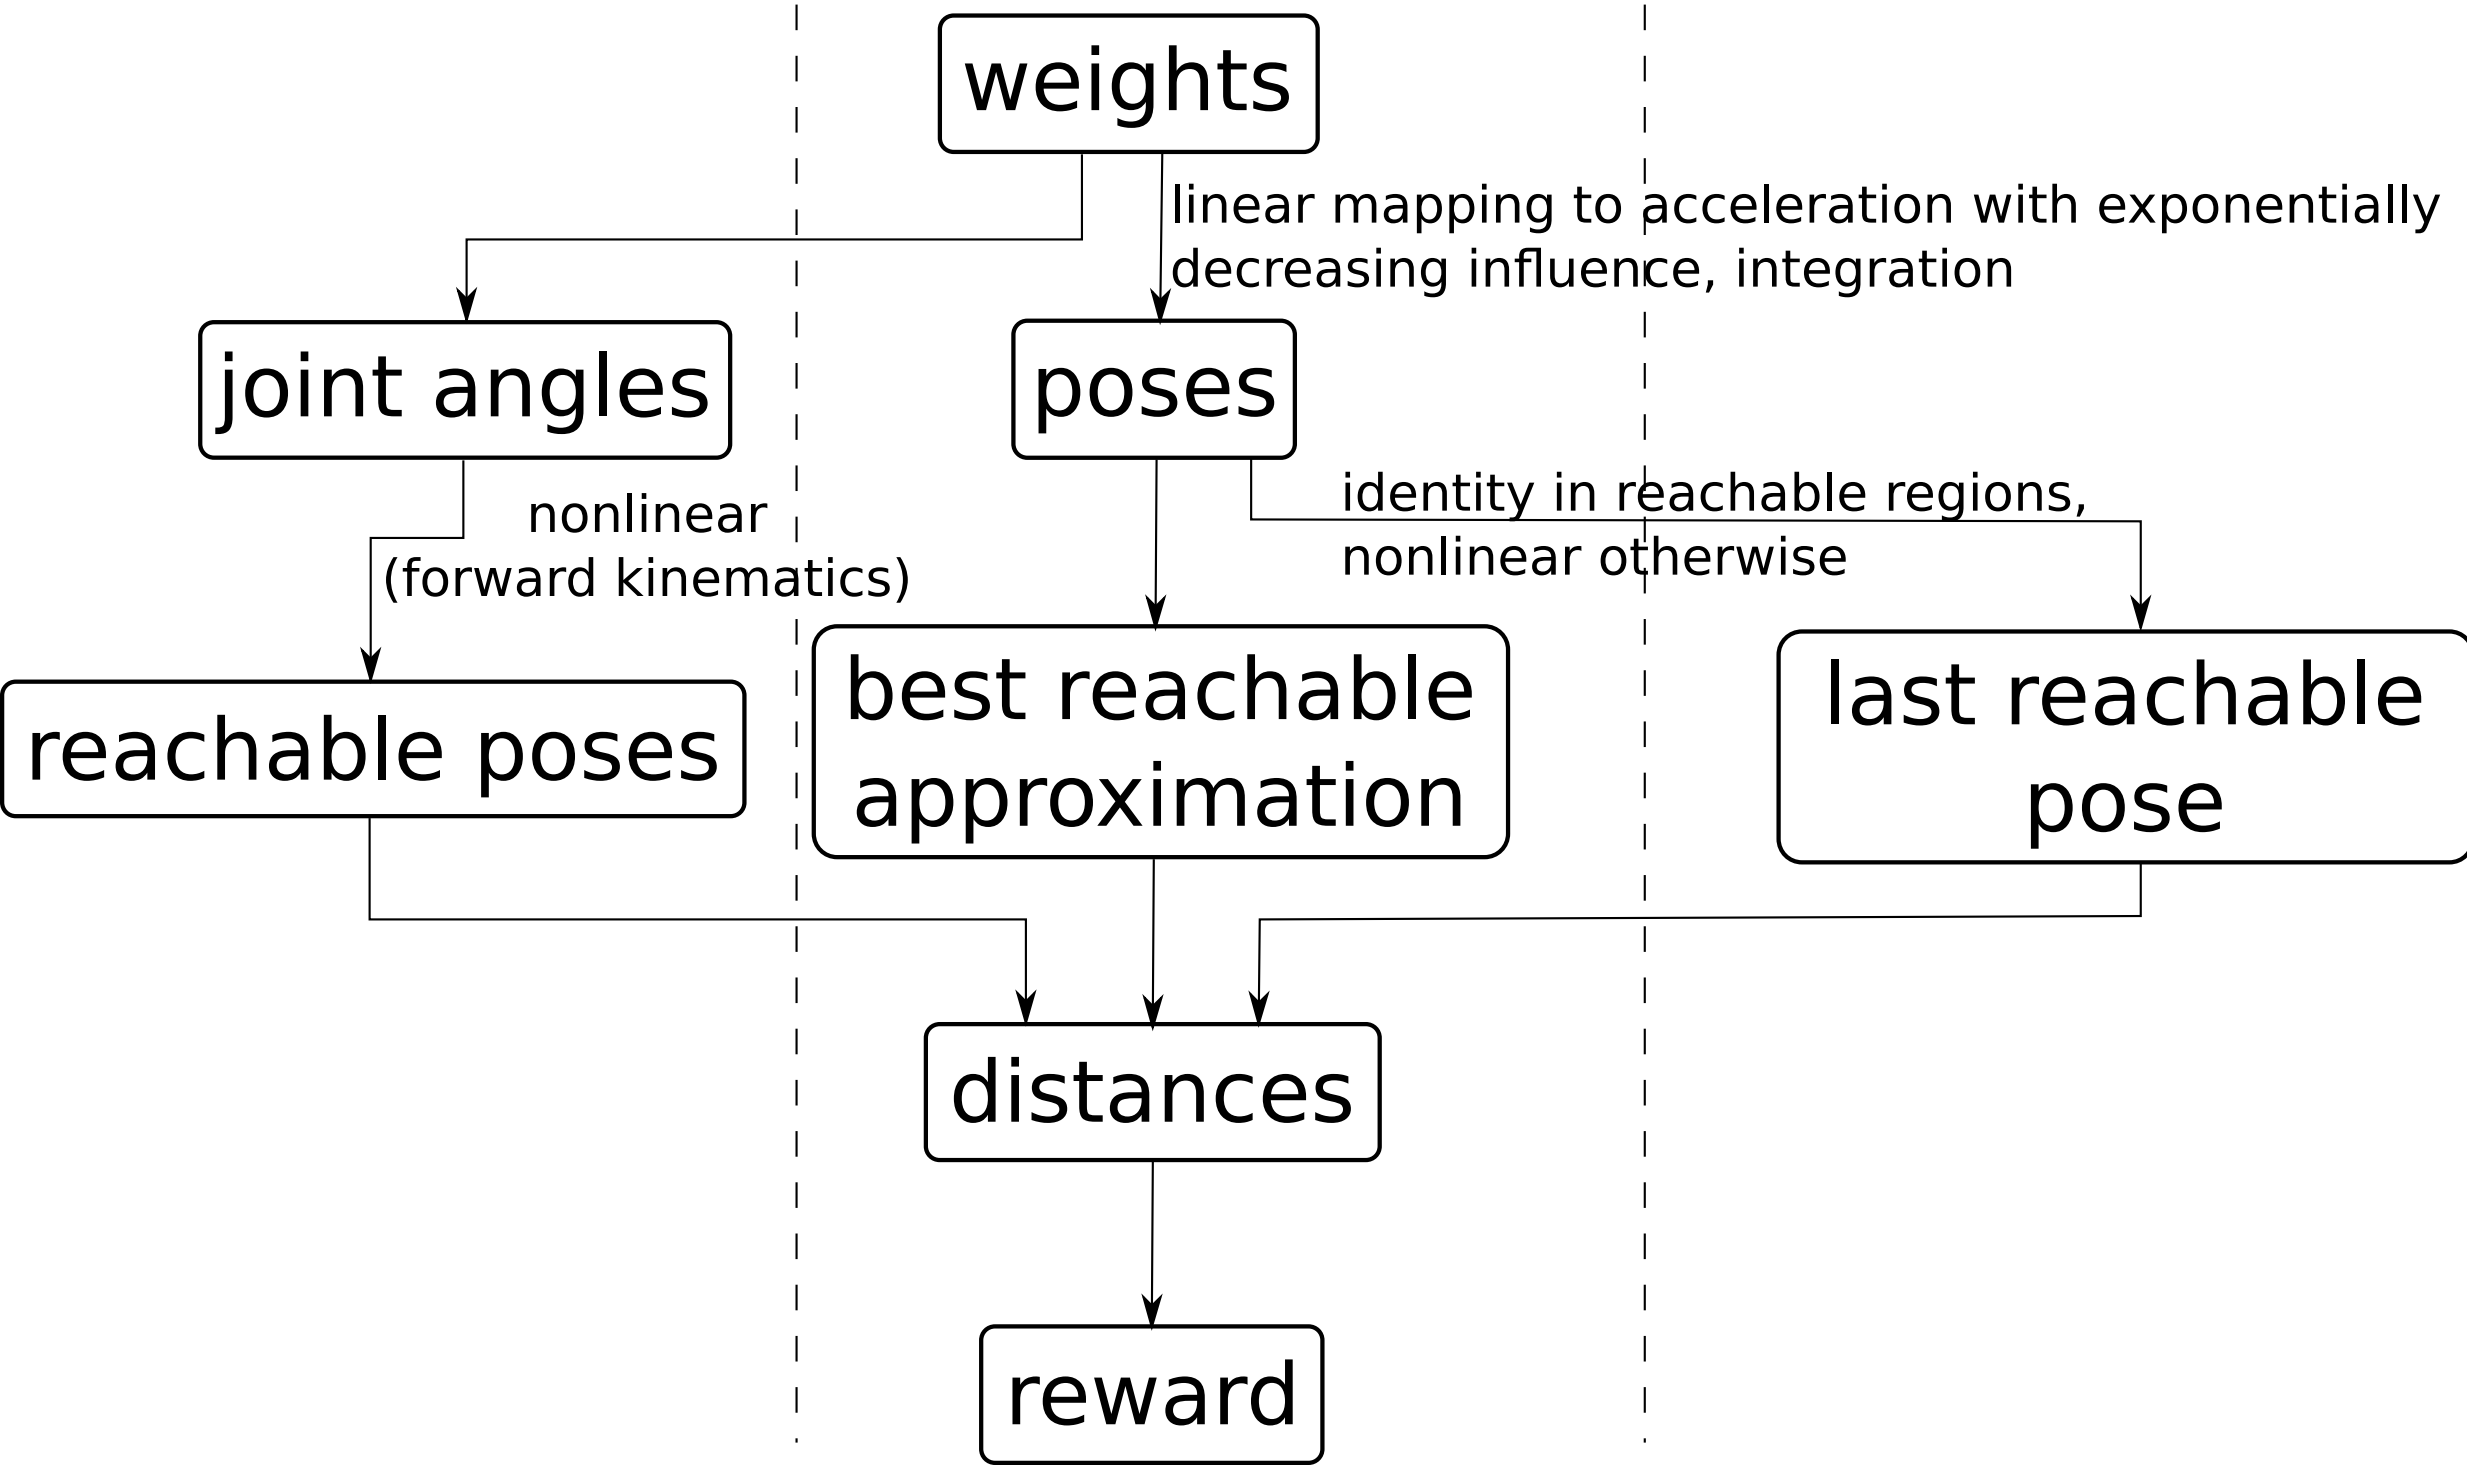 weights
linear mapping to acceleration with exponentially
decreasing influence, integration
joint angles
poses
nonlinear
(forward kinematics)
identity in reachable regions,
nonlinear otherwise
reachable poses
best reachable
approximation
last reachable
pose
distances
reward